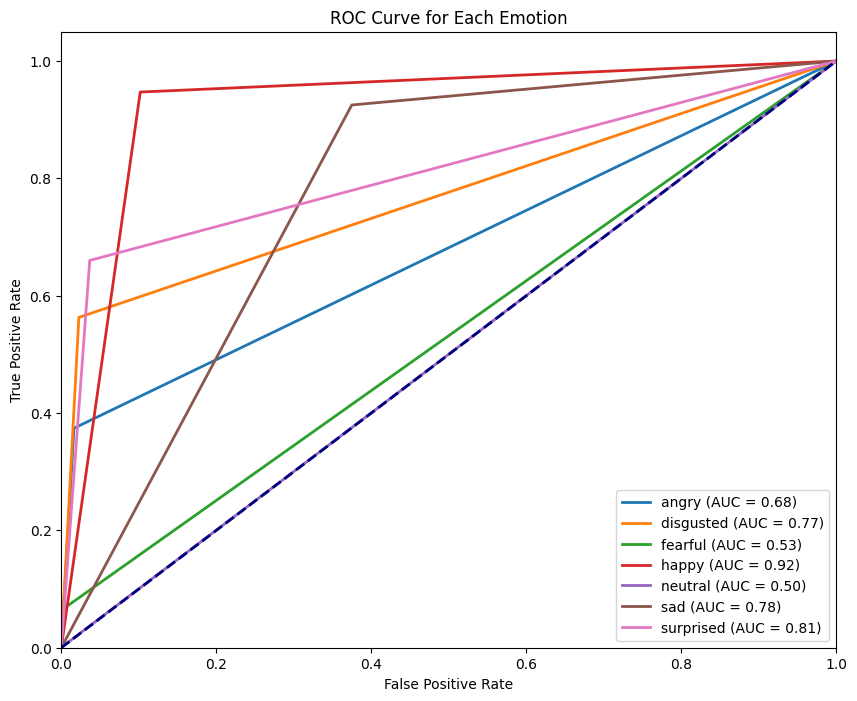 ROC Curve for Each Emotion
True Positive Rate
1.0
0.8
0.6
0.4
0.2
0.0
0.0 0.2 0.4 0.6 0.8 1.0
False Positive Rate
angry (AUC = 0.68)
disgusted (AUC = 0.77)
fearful (AUC = 0.53)
happy (AUC = 0.92)
neutral (AUC = 0.50)
sad (AUC = 0.78)
surprised (AUC = 0.81)